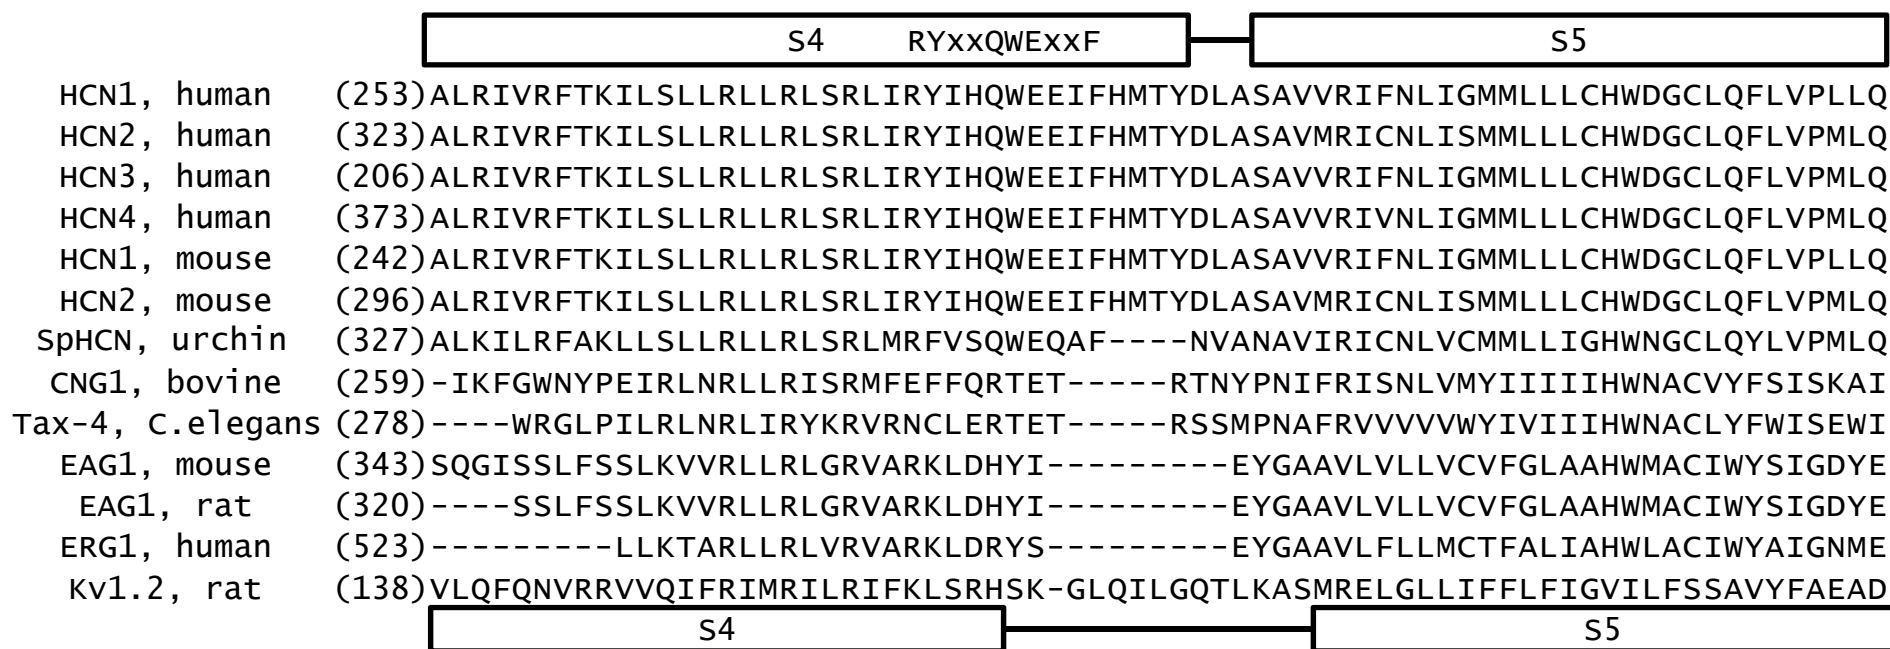 S4 RYxxQWExxF S5
HCN1, human (253)ALRIVRFTKILSLLRLLRLSRLIRYIHQWEEIFHMTYDLASAVVRIFNLIGMMLLLCHWDGCLQFLVPLLQ
HCN2, human (323)ALRIVRFTKILSLLRLLRLSRLIRYIHQWEEIFHMTYDLASAVMRICNLISMMLLLCHWDGCLQFLVPMLQ
HCN3, human (206)ALRIVRFTKILSLLRLLRLSRLIRYIHQWEEIFHMTYDLASAVVRIFNLIGMMLLLCHWDGCLQFLVPMLQ
HCN4, human (373)ALRIVRFTKILSLLRLLRLSRLIRYIHQWEEIFHMTYDLASAVVRIVNLIGMMLLLCHWDGCLQFLVPMLQ
HCN1, mouse (242)ALRIVRFTKILSLLRLLRLSRLIRYIHQWEEIFHMTYDLASAVVRIFNLIGMMLLLCHWDGCLQFLVPLLQ
HCN2, mouse (296)ALRIVRFTKILSLLRLLRLSRLIRYIHQWEEIFHMTYDLASAVMRICNLISMMLLLCHWDGCLQFLVPMLQ
SpHCN, urchin (327)ALKILRFAKLLSLLRLLRLSRLMRFVSQWEQAF----NVANAVIRICNLVCMMLLIGHWNGCLQYLVPMLQ
CNG1, bovine (259)-IKFGWNYPEIRLNRLLRISRMFEFFQRTET-----RTNYPNIFRISNLVMYIIIIIHWNACVYFSISKAI
Tax-4, C.elegans (278)----WRGLPILRLNRLIRYKRVRNCLERTET-----RSSMPNAFRVVVVVWYIVIIIHWNACLYFWISEWI
EAG1, mouse (343)SQGISSLFSSLKVVRLLRLGRVARKLDHYI---------EYGAAVLVLLVCVFGLAAHWMACIWYSIGDYE
EAG1, rat (320)----SSLFSSLKVVRLLRLGRVARKLDHYI---------EYGAAVLVLLVCVFGLAAHWMACIWYSIGDYE
ERG1, human (523)---------LLKTARLLRLVRVARKLDRYS---------EYGAAVLFLLMCTFALIAHWLACIWYAIGNME
Kv1.2, rat (138)VLQFQNVRRVVQIFRIMRILRIFKLSRHSK-GLQILGQTLKASMRELGLLIFFLFIGVILFSSAVYFAEAD
S4 S5